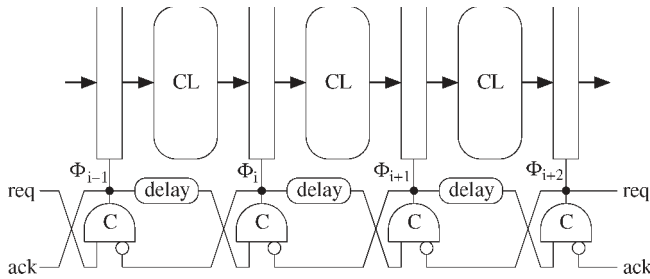 CL CL CL
Φi−1 Φi Φi+1 Φi+2
req delay delay delay req
C C C C
ack ack